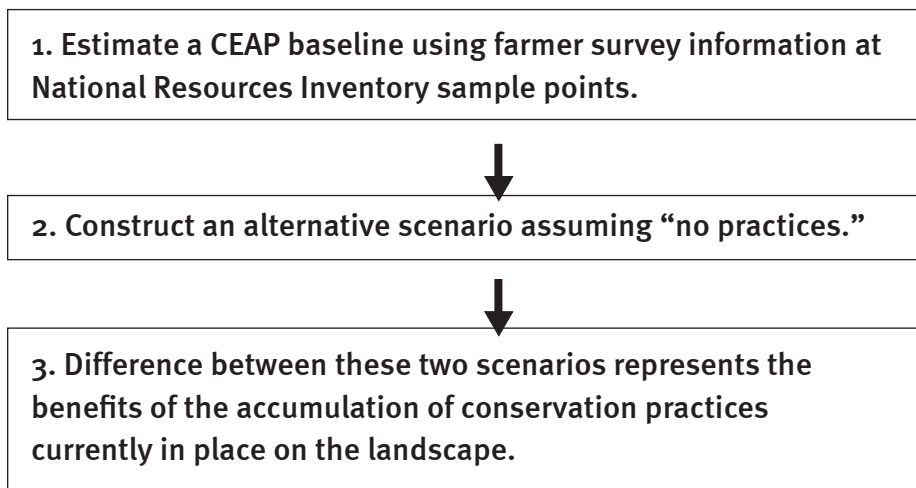 1. Estimate a CEAP baseline using farmer survey information at
National Resources Inventory sample points.
2. Construct an alternative scenario assuming “no practices.”
3. Difference between these two scenarios represents the
benefits of the accumulation of conservation practices
currently in place on the landscape.